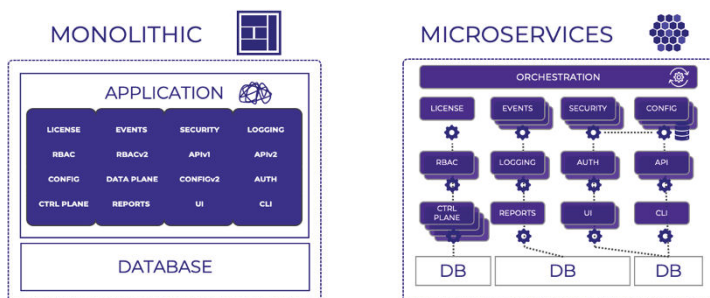 MONOLITHIC
APPLICATION
LICENSE EVENTS SECURITY LOGGING
RBAC RBACv2 APIv1 APIv2
CONFIG DATA PLANE CONFIGv2 AUTH
CTRL PLANE REPORTS UI CLI
DATABASE
MICROSERVICES
ORCHESTRATION
LICENSE EVENTS SECURITY CONFIG
RBAC LOGGING AUTH API
CTRL
PLANE REPORTS UI CLI
DB DB DB